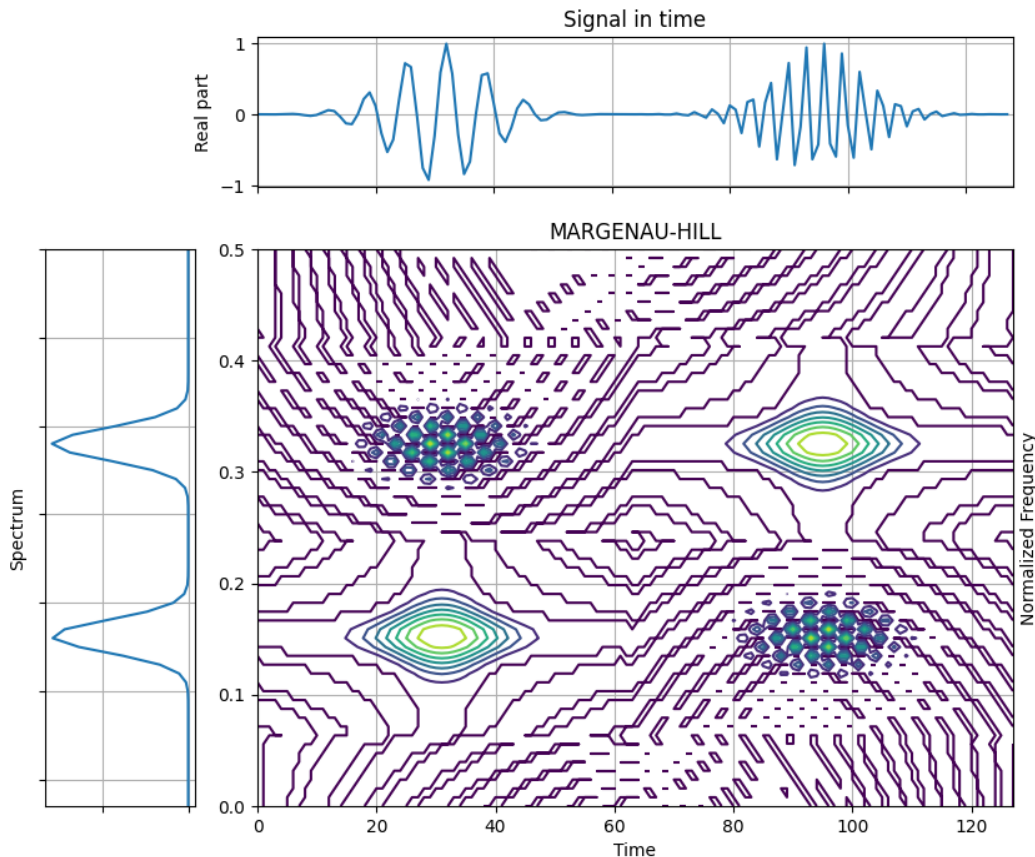 Signal in time
Real part
1
0
−1
MARGENAU-HILL
Spectrum
0.5
0.4
0.3
0.2
0.1
0.0
Normalized Frequency
0 20 40 60 80 100 120
Time